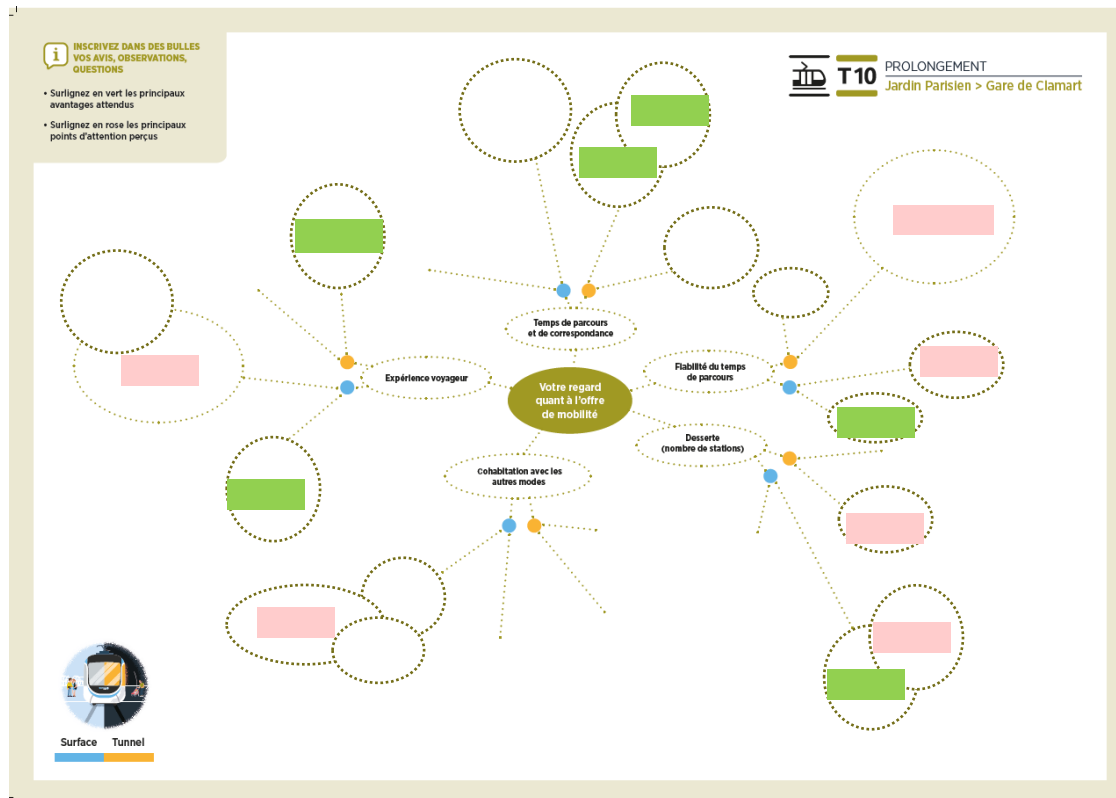 i
INSCRIVEZ DANS DES BULLES
VOS AVIS, OBSERVATIONS,
QUESTIONS
• Surlignez en vert les principaux
avantages attendus
• Surlignez en rose les principaux
points d'attention perçus
T10
PROLONGEMENT
Jardin Parisien > Gare de Clamart
Temps de parcours
et de correspondance
Expérience voyageur
Fiabilité du temps
de parcours
Votre regard
quant à l'offre
de mobilité
Desserte
(nombre de stations)
Cohabitation avec les
autres modes
Surface Tunnel